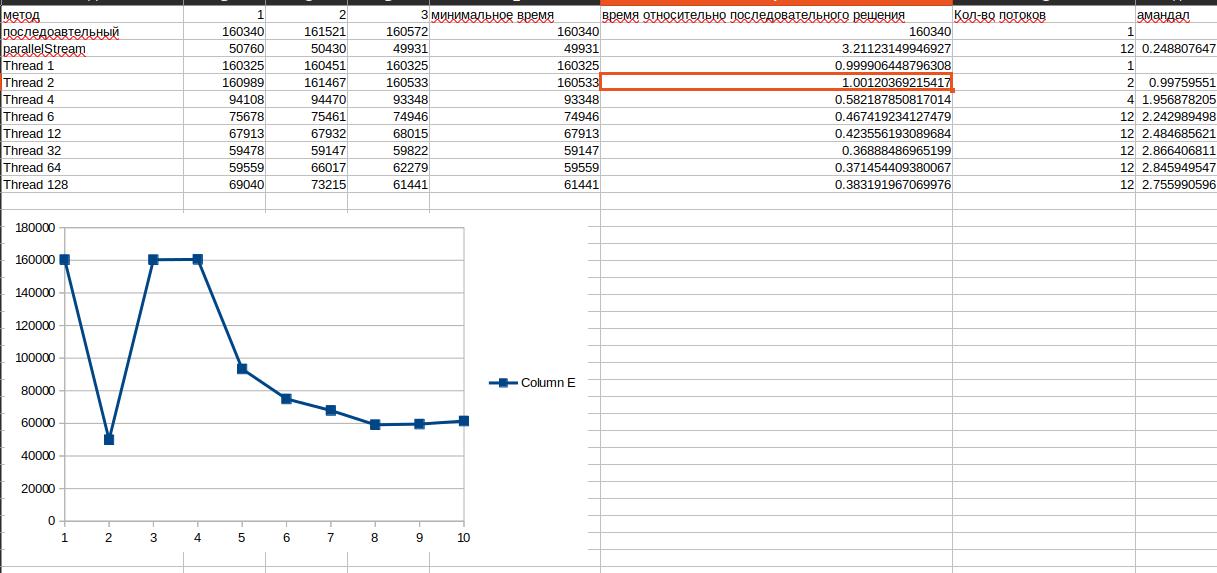 метод 1 2 3 минимальное время время относительно последовательного решения Кол-во потоков амандал
последоавтельный 160340 161521 160572 160340 160340 1
parallelStream 50760 50430 49931 49931 3.21123149946927 12 0.248807647
Thread 1 160325 160451 160325 160325 0.999906448796308 1
Thread 2 160989 161467 160533 160533 1.00120369215417 2 0.99759551
Thread 4 94108 94470 93348 93348 0.582187850817014 4 1.956878205
Thread 6 75678 75461 74946 74946 0.467419234127479 12 2.242989498
Thread 12 67913 67932 68015 67913 0.423556193089684 12 2.484685621
Thread 32 59478 59147 59822 59147 0.36888486965199 12 2.866406811
Thread 64 59559 66017 62279 59559 0.371454409380067 12 2.845949547
Thread 128 69040 73215 61441 61441 0.383191967069976 12 2.755990596
180000
160000
140000
120000
100000
80000
60000
40000
20000
0
1 2 3 4 5 6 7 8 9 10
Column E